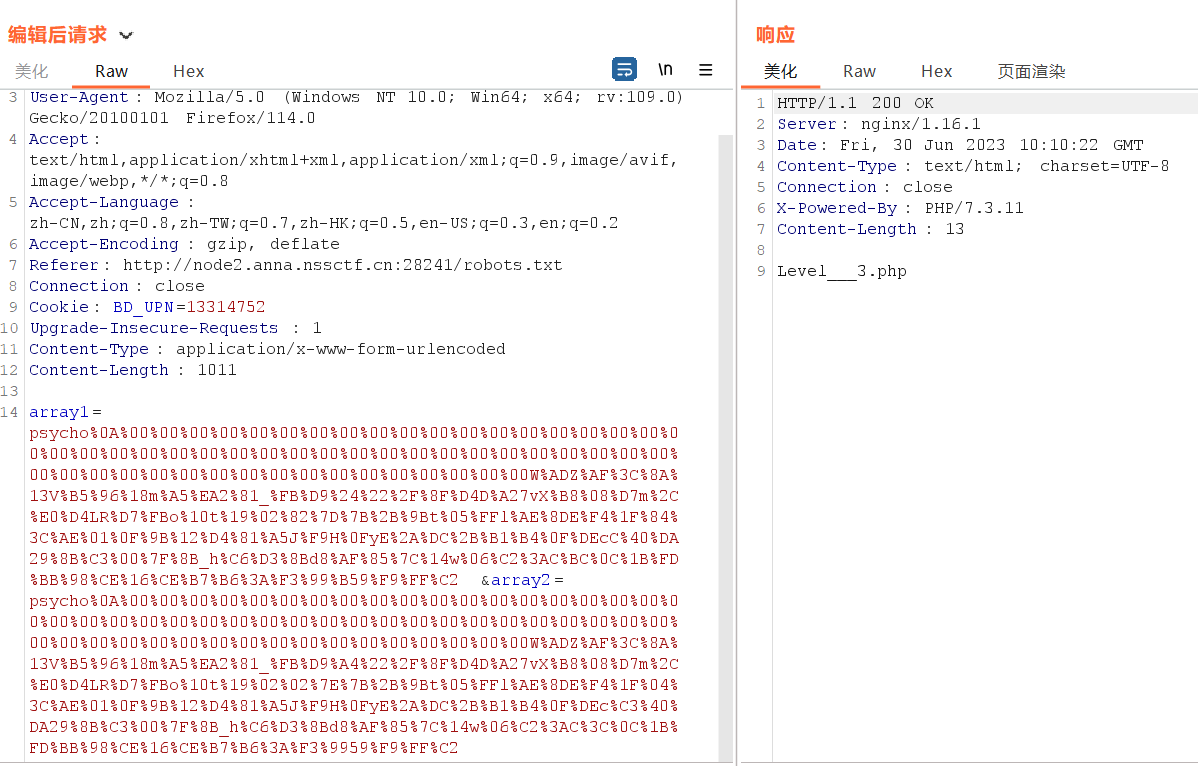 编辑后请求
美化 Raw Hex \n
3 User-Agent : Mozilla/5.0 (Windows NT 10.0; Win64; x64; rv:109.0)
Gecko/20100101 Firefox/114.0
4 Accept :
text/html,application/xhtml+xml,application/xml;q=0.9,image/avif,
image/webp,*/*;q=0.8
5 Accept-Language :
zh-CN,zh;q=0.8,zh-TW;q=0.7,zh-HK;q=0.5,en-US;q=0.3,en;q=0.2
6 Accept-Encoding : gzip, deflate
7 Referer : http://node2.anna.nssctf.cn:28241/robots.txt
8 Connection : close
9 Cookie : BD_UPN=13314752
10 Upgrade-Insecure-Requests : 1
11 Content-Type : application/x-www-form-urlencoded
12 Content-Length : 1011
13
14 array1=
psycho%0A%00%00%00%00%00%00%00%00%00%00%00%00%00%00%00%00%00%00%0
0%00%00%00%00%00%00%00%00%00%00%00%00%00%00%00%00%00%00%00%00%00%
00%00%00%00%00%00%00%00%00%00%00%00%00%00%00%00%00W%ADZ%AF%3C%8A%
13V%B5%96%18m%A5%EA2%81_%FB%D9%24%22%2F%8F%D4D%A27vX%B8%08%D7m%2C
%E0%D4LR%D7%FBo%10t%19%02%82%7D%7B%2B%9Bt%05%FFl%AE%8DE%F4%1F%84%
3C%AE%01%0F%9B%12%D4%81%A5J%F9H%0FyE%2A%DC%2B%B1%B4%0F%DEcC%40%DA
29%8B%C3%00%7F%8B_h%C6%D3%8Bd8%AF%85%7C%14w%06%C2%3AC%BC%0C%1B%FD
%BB%98%CE%16%CE%B7%B6%3A%F3%99%B59%F9%FF%C2 &array2=
psycho%0A%00%00%00%00%00%00%00%00%00%00%00%00%00%00%00%00%00%00%0
0%00%00%00%00%00%00%00%00%00%00%00%00%00%00%00%00%00%00%00%00%00%
00%00%00%00%00%00%00%00%00%00%00%00%00%00%00%00%00W%ADZ%AF%3C%8A%
13V%B5%96%18m%A5%EA2%81_%FB%D9%A4%22%2F%8F%D4D%A27vX%B8%08%D7m%2C
%E0%D4LR%D7%FBo%10t%19%02%02%7E%7B%2B%9Bt%05%FFl%AE%8DE%F4%1F%04%
3C%AE%01%0F%9B%12%D4%81%A5J%F9H%0FyE%2A%DC%2B%B1%B4%0F%DEc%C3%40%
DA29%8B%C3%00%7F%8B_h%C6%D3%8Bd8%AF%85%7C%14w%06%C2%3AC%3C%0C%1B%
FD%BB%98%CE%16%CE%B7%B6%3A%F3%9959%F9%FF%C2
响应
美化 Raw Hex 页面渲染
1 HTTP/1.1 200 OK
2 Server : nginx/1.16.1
3 Date : Fri, 30 Jun 2023 10:10:22 GMT
4 Content-Type : text/html; charset=UTF-8
5 Connection : close
6 X-Powered-By : PHP/7.3.11
7 Content-Length : 13
8
9 Level___3.php